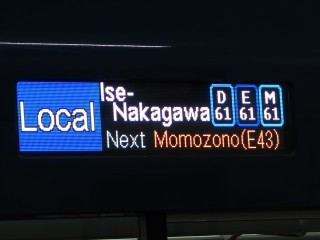 Local
Ise-
Nakagawa
D E M
61 61 61
Next Momozono(E43)